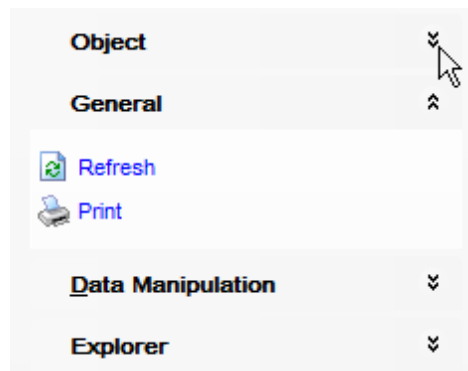 Object
General
Refresh
Print
Data Manipulation
Explorer